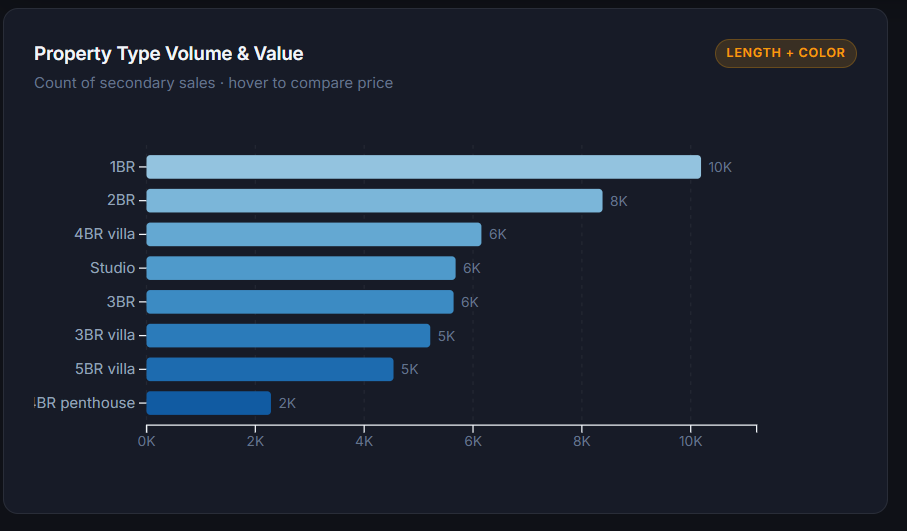 Property Type Volume & Value
LENGTH + COLOR
Count of secondary sales · hover to compare price
1BR 10K
2BR 8K
4BR villa 6K
Studio 6K
3BR 6K
3BR villa 5K
5BR villa 5K
BR penthouse 2K
0K 2K 4K 6K 8K 10K